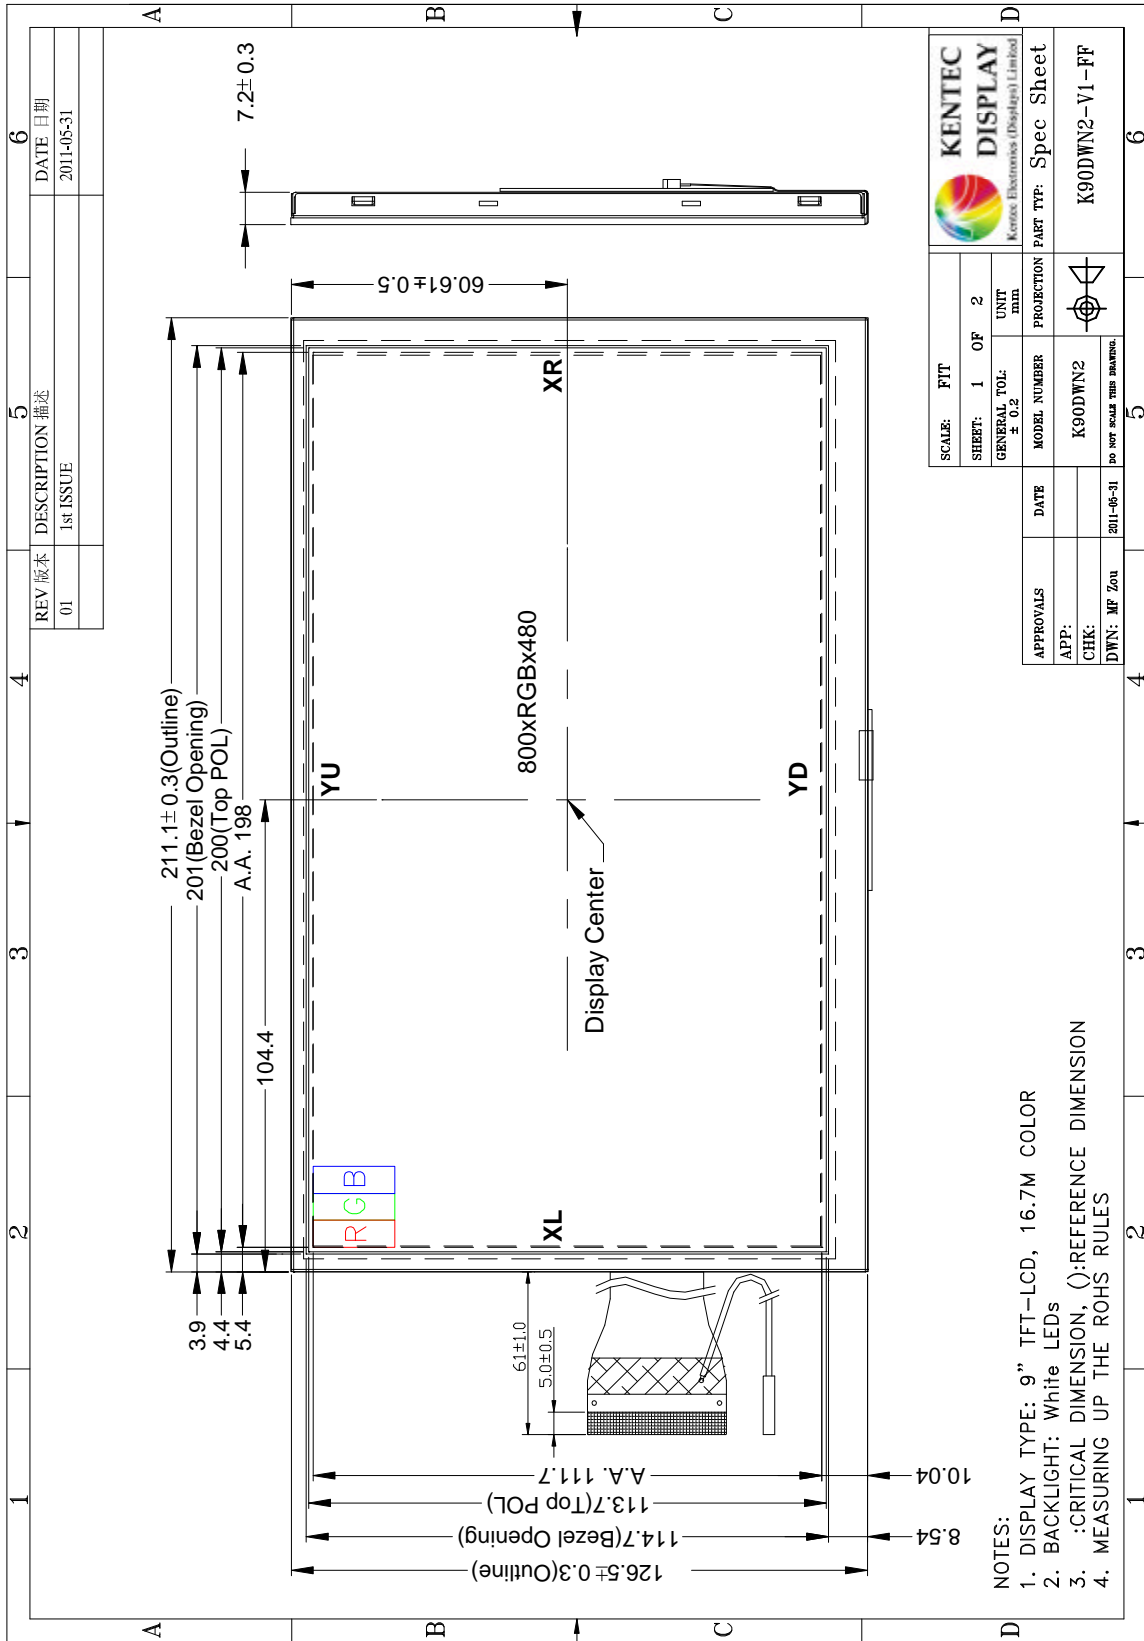 1 2 3 4 5 6
A A
B B
C C
D D
REV 版本 DESCRIPTION 描述 DATE 日期
01 1st ISSUE 2011-05-31
211.1±0.3(Outline)
201(Bezel Opening)
200(Top POL)
A.A. 198
104.4
3.9
4.4
5.4
7.2±0.3
60.61±0.5
R G B
YU
XL
XR
YD
800xRGBx480
Display Center
61±1.0
5.0±0.5
A.A. 111.7
113.7(Top POL)
114.7(Bezel Opening)
126.5±0.3(Outline)
10.04
8.54
NOTES:
1. DISPLAY TYPE: 9” TFT-LCD, 16.7M COLOR
2. BACKLIGHT: White LEDs
3. :CRITICAL DIMENSION, ():REFERENCE DIMENSION
4. MEASURING UP THE ROHS RULES
SCALE: FIT
SHEET: 1 OF 2
GENERAL TOL: ± 0.2
UNIT mm
KENTEC
DISPLAY
Kentec Electronics (Displays) Limited
APPROVALS DATE MODEL NUMBER PROJECTION PART TYP: Spec Sheet
APP:
CHK:
DWN: MF Zou 2011-05-31
K90DWN2
DO NOT SCALE THIS DRAWING.
K90DWN2-V1-FF
1 2 3 4 5 6